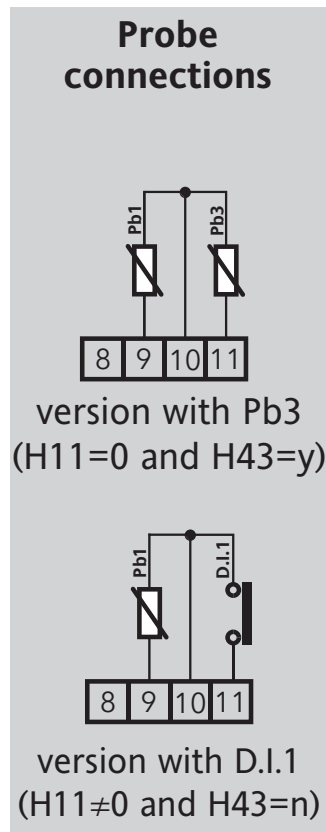 Probe
connections
Pb1
Pb3
8 9 10 11
version with Pb3
(H11=0 and H43=y)
Pb1
D.I.1
8 9 10 11
version with D.I.1
(H11≠0 and H43=n)